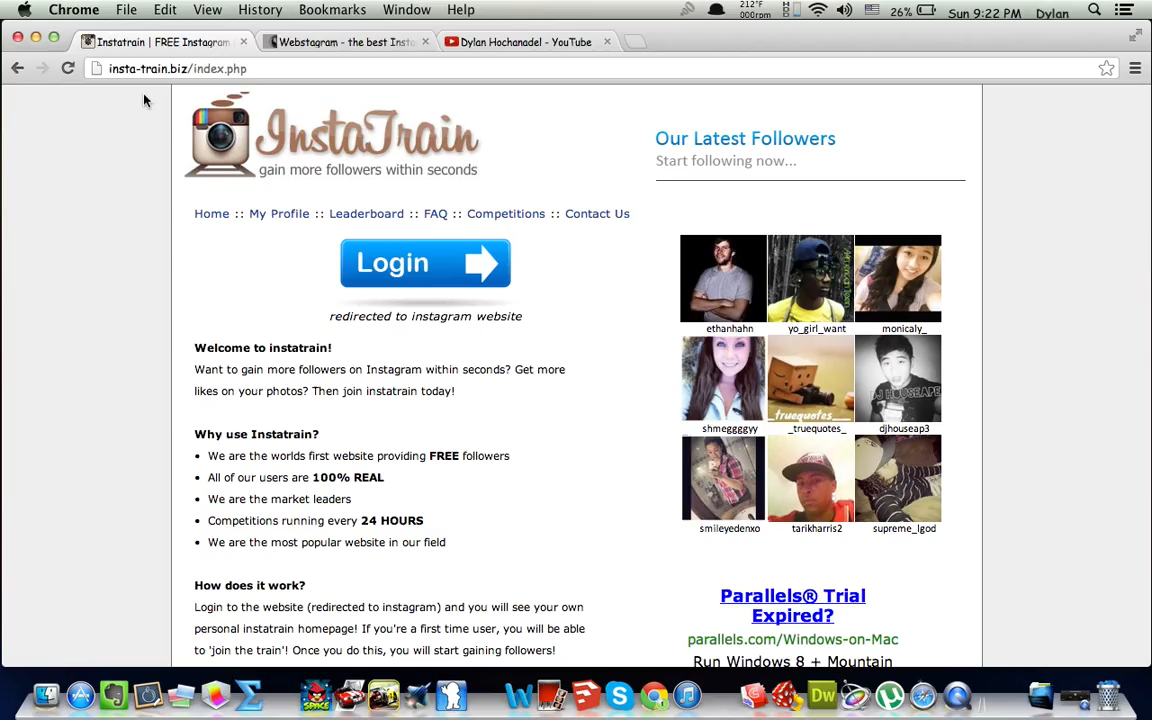 Chrome File Edit View History Bookmarks Window Help
212°F
000rpm
26%
Sun 9:22 PM Dylan
Instatrain | FREE Instagram
Webstagram - the best Insta
Dylan Hochanadel - YouTube
insta-train.biz/index.php
InstaTrain
gain more followers within seconds
Our Latest Followers
Start following now...
Home :: My Profile :: Leaderboard :: FAQ :: Competitions :: Contact Us
Login
redirected to instagram website
ethanhahn yo_girl_want monicaly_
Welcome to instatrain!
Want to gain more followers on Instagram within seconds? Get more
likes on your photos? Then join instatrain today!
_truequotes_
DJ HOUSEAP
shmeggggyy _truequotes_ djhouseap3
Why use Instatrain?
• We are the worlds first website providing FREE followers
• All of our users are 100% REAL
• We are the market leaders
• Competitions running every 24 HOURS
• We are the most popular website in our field
smileyedenxo tarikharris2 supreme_lgod
How does it work?
Login to the website (redirected to instagram) and you will see your own
personal instatrain homepage! If you're a first time user, you will be able
to 'join the train'! Once you do this, you will start gaining followers!
Parallels® Trial
Expired?
parallels.com/Windows-on-Mac
Run Windows 8 + Mountain
SPACE
W
S
Dw